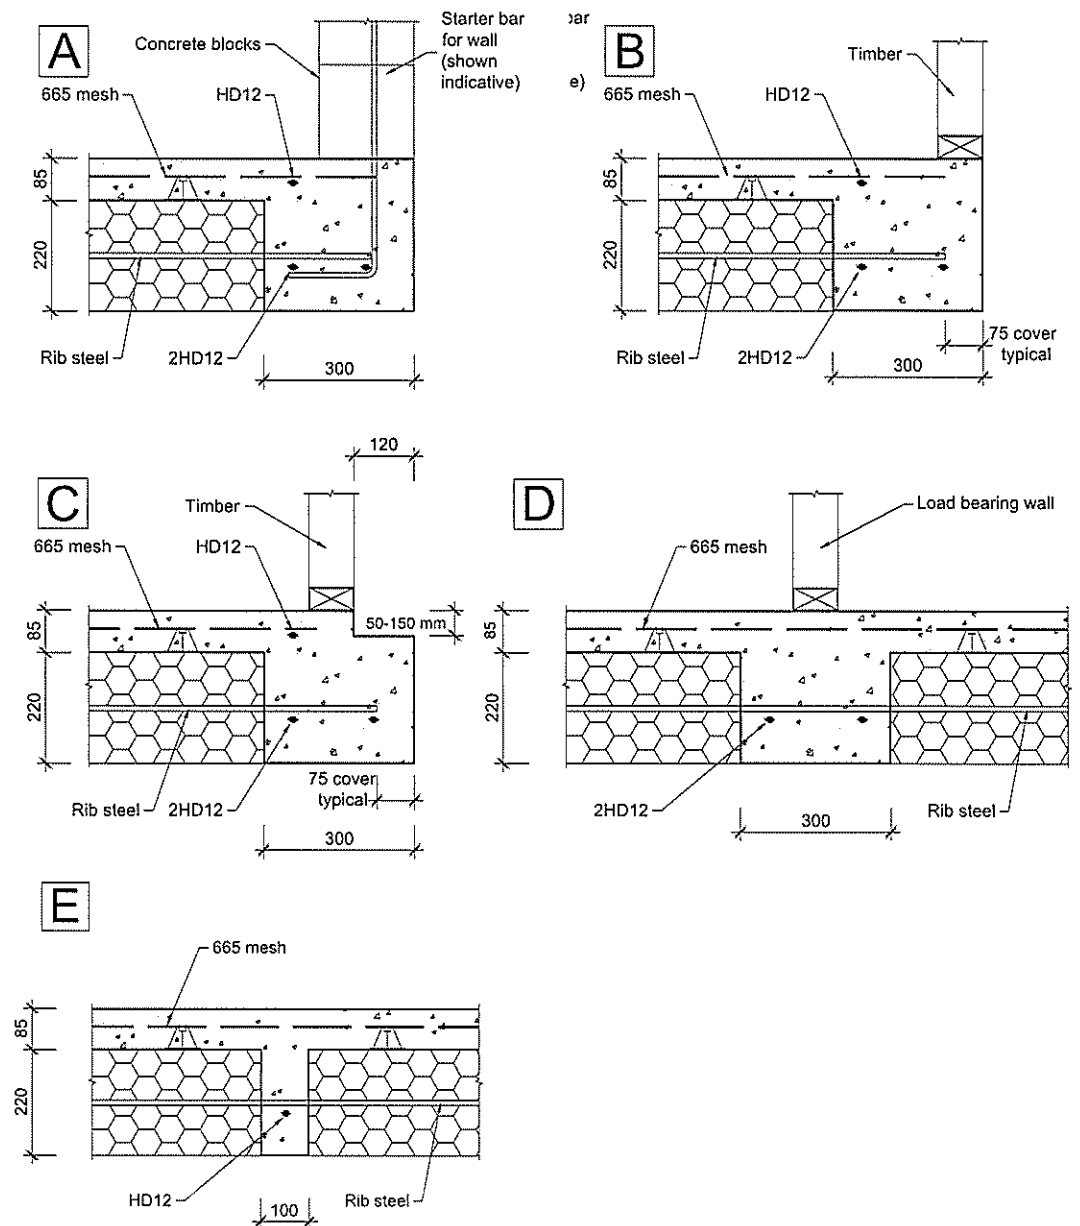 A
Concrete blocks
Starter bar
for wall
(shown
indicative)
665 mesh
HD12
85
220
Rib steel
2HD12
300
bar
e)
B
Timber
665 mesh
HD12
85
220
Rib steel
2HD12
75 cover
typical
300
120
C
Timber
665 mesh
HD12
50-150 mm
85
220
75 cover
typical
Rib steel
2HD12
300
D
Load bearing wall
665 mesh
85
220
2HD12
Rib steel
300
E
665 mesh
85
220
HD12
Rib steel
100